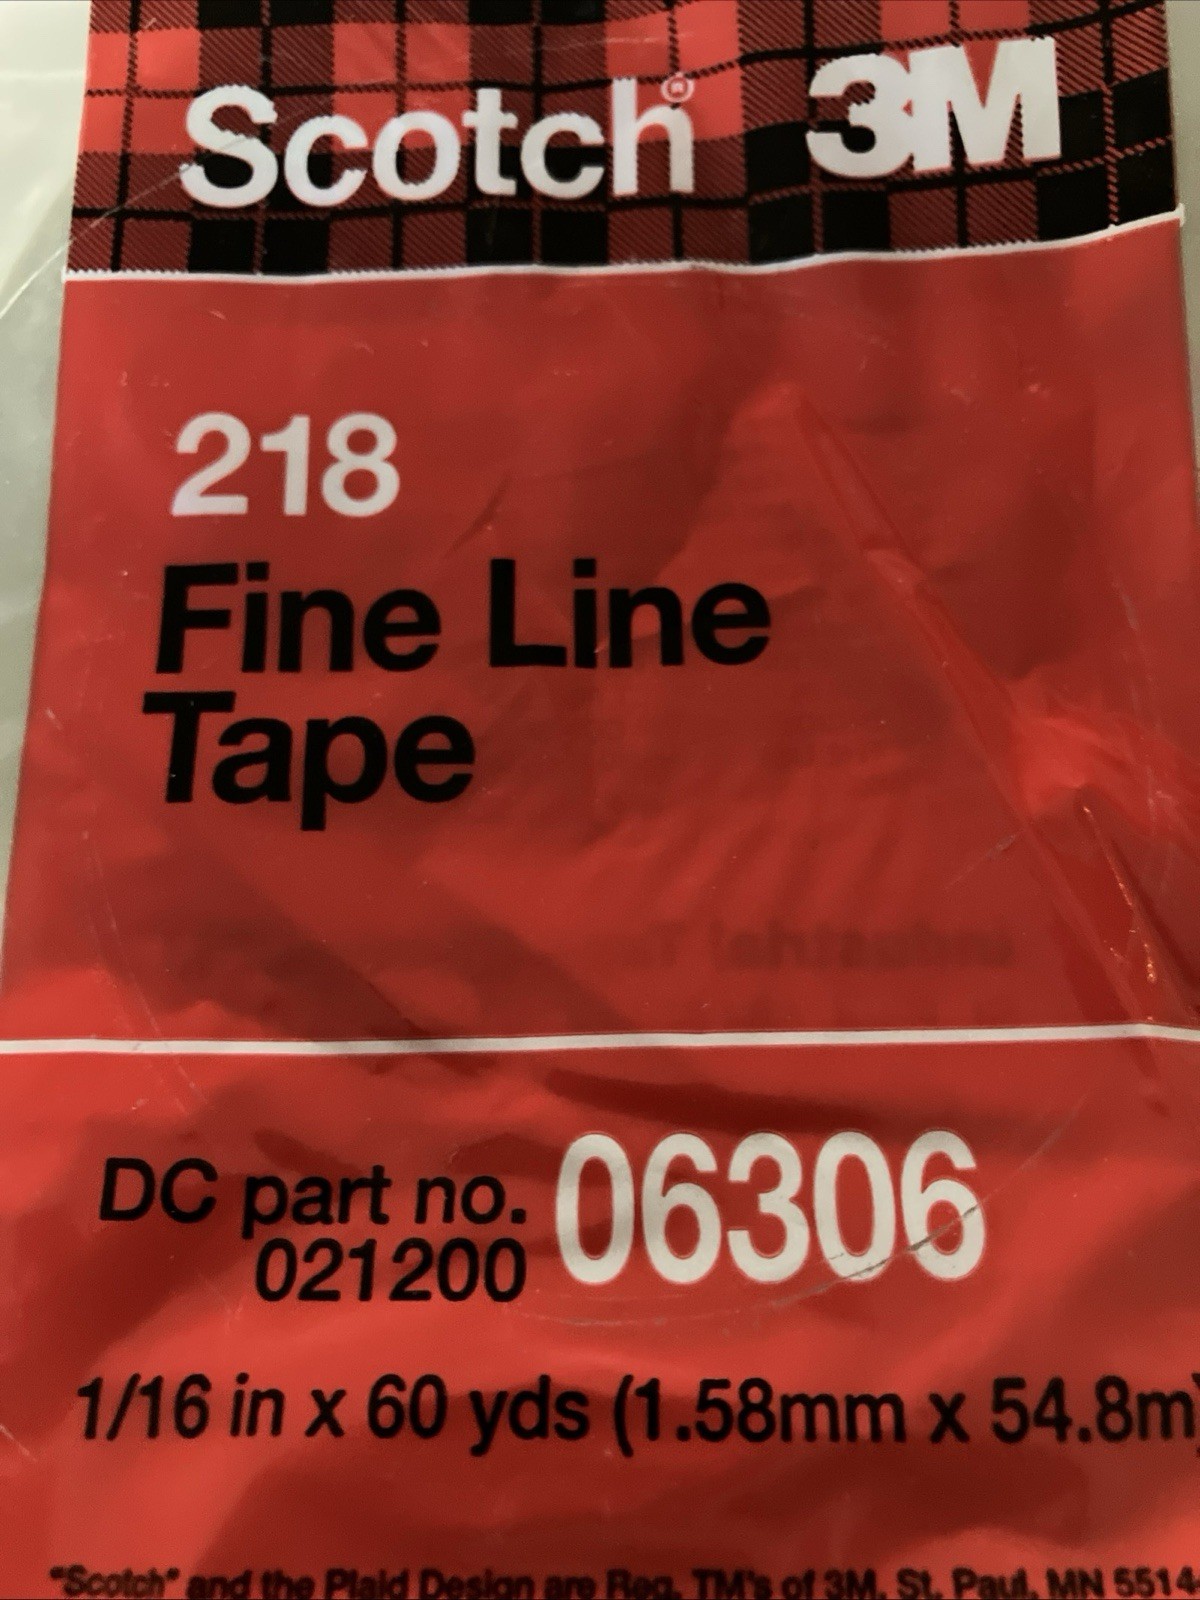 Scotch® 3M
218
Fine Line
Tape
DC part no. 06306
021200
1/16 in x 60 yds (1.58mm x 54.8m)
"Scotch" and the Plaid Design are Reg. TM's of 3M, St. Paul, MN 5514